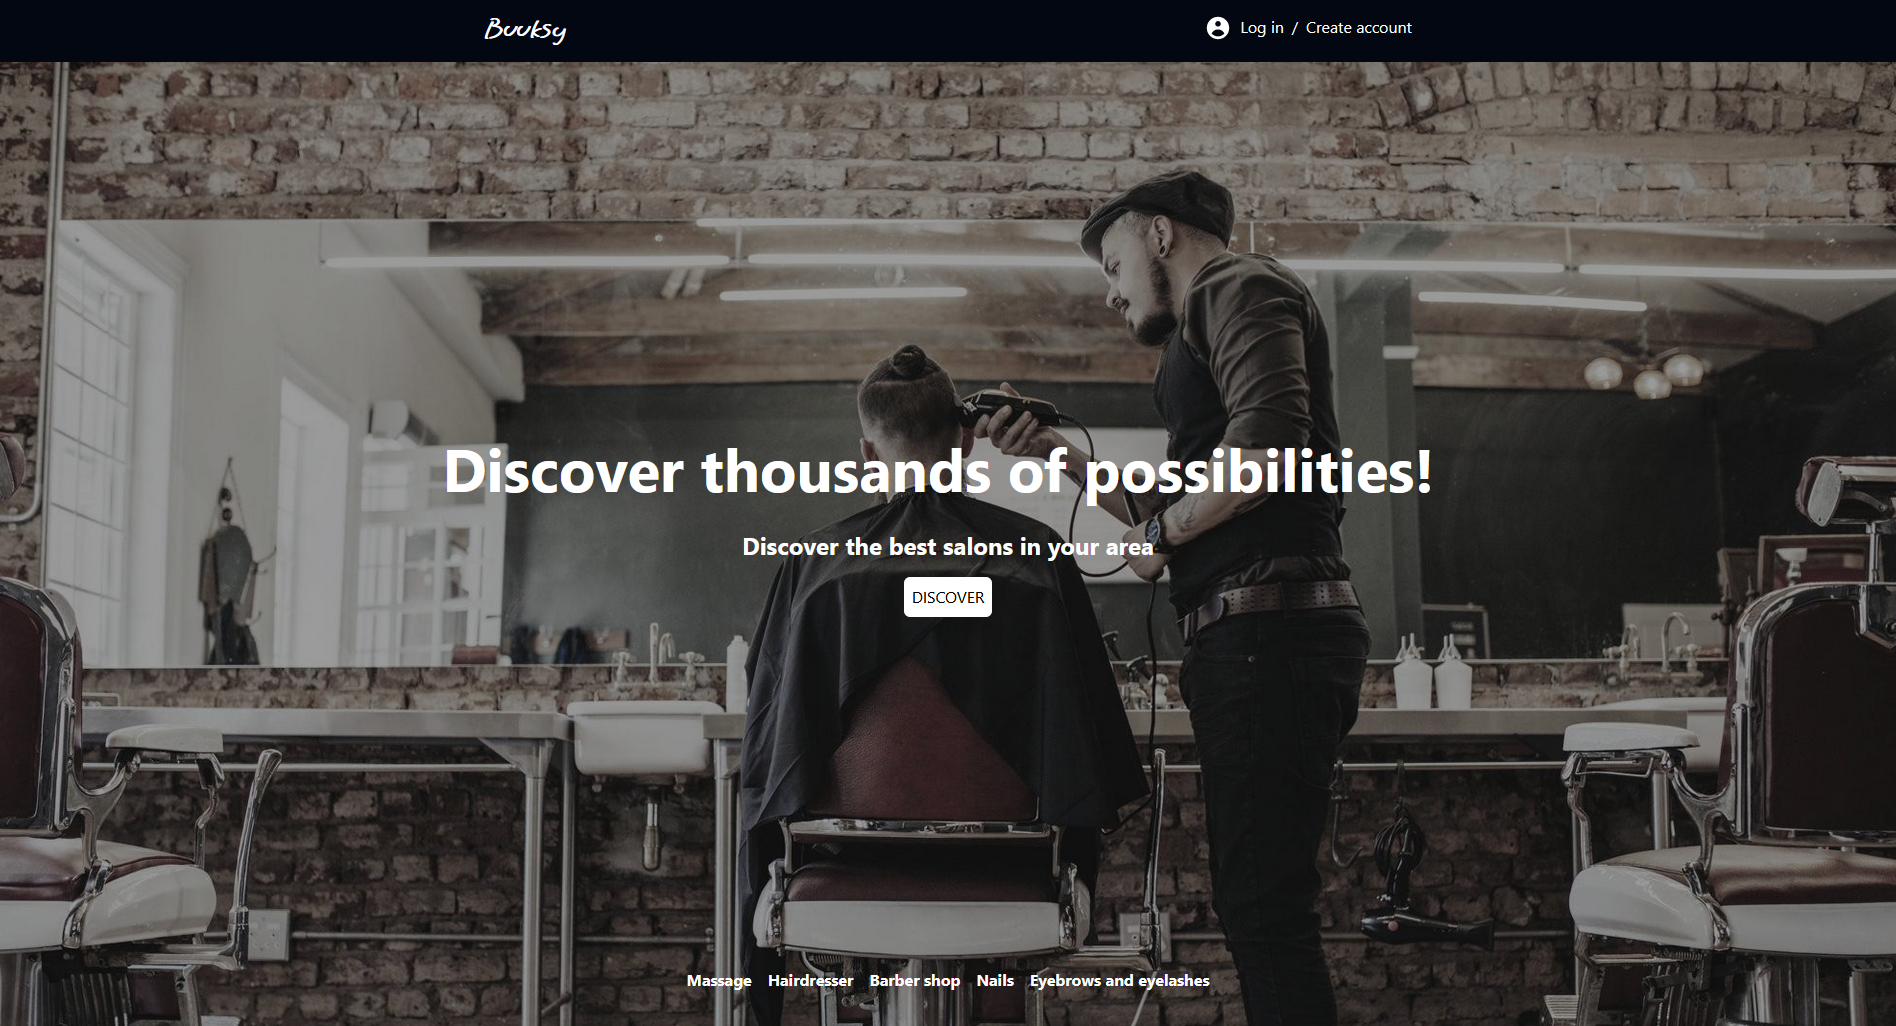 Buuksy
Log in / Create account
Discover thousands of possibilities!
Discover the best salons in your area
DISCOVER
Massage Hairdresser Barber shop Nails Eyebrows and eyelashes